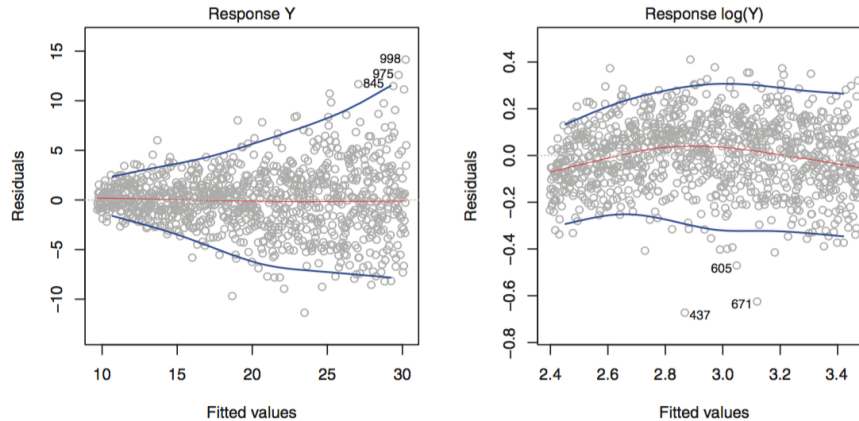 Response Y
Residuals
15
10
5
0
−5
−10
998
975
845
10 15 20 25 30
Fitted values
Response log(Y)
Residuals
0.4
0.2
0.0
−0.2
−0.4
−0.6
−0.8
605
671
437
2.4 2.6 2.8 3.0 3.2 3.4
Fitted values